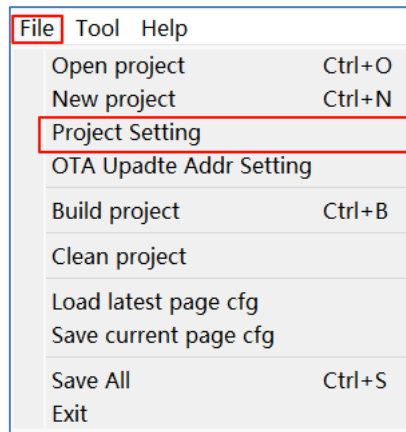 File Tool Help
Open project Ctrl+O
New project Ctrl+N
Project Setting
OTA Upadte Addr Setting
Build project Ctrl+B
Clean project
Load latest page cfg
Save current page cfg
Save All Ctrl+S
Exit